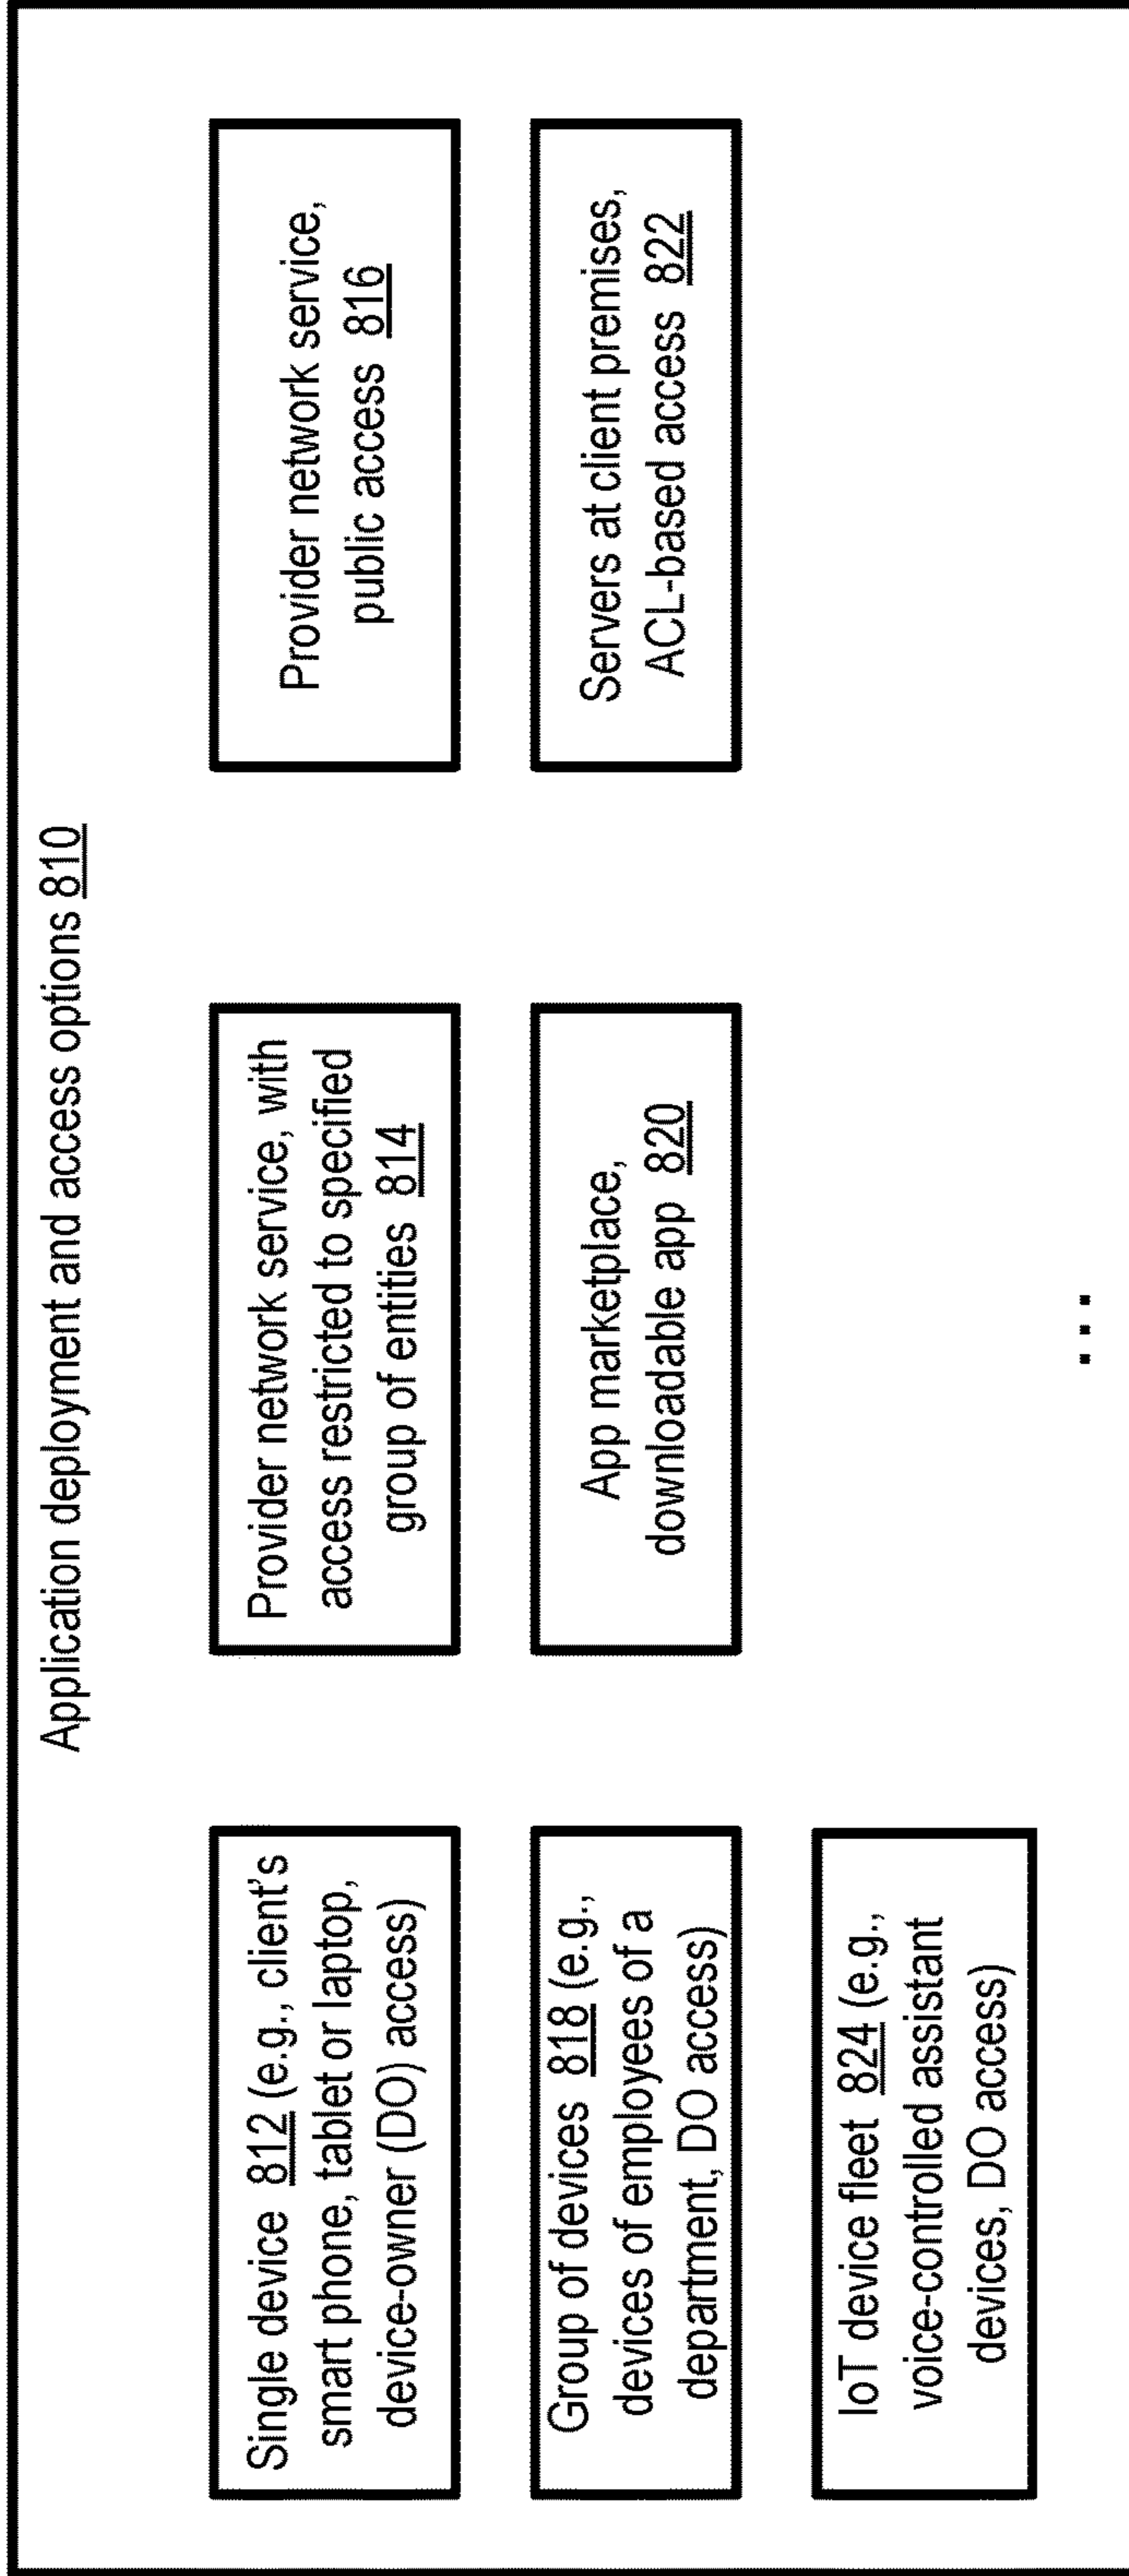 Application deployment and access options 810
Single device 812 (e.g., client's
smart phone, tablet or laptop,
device-owner (DO) access)
Provider network service, with
access restricted to specified
group of entities 814
Provider network service,
public access 816
Group of devices 818 (e.g.,
devices of employees of a
department, DO access)
App marketplace,
downloadable app 820
Servers at client premises,
ACL-based access 822
IoT device fleet 824 (e.g.,
voice-controlled assistant
devices, DO access)
...